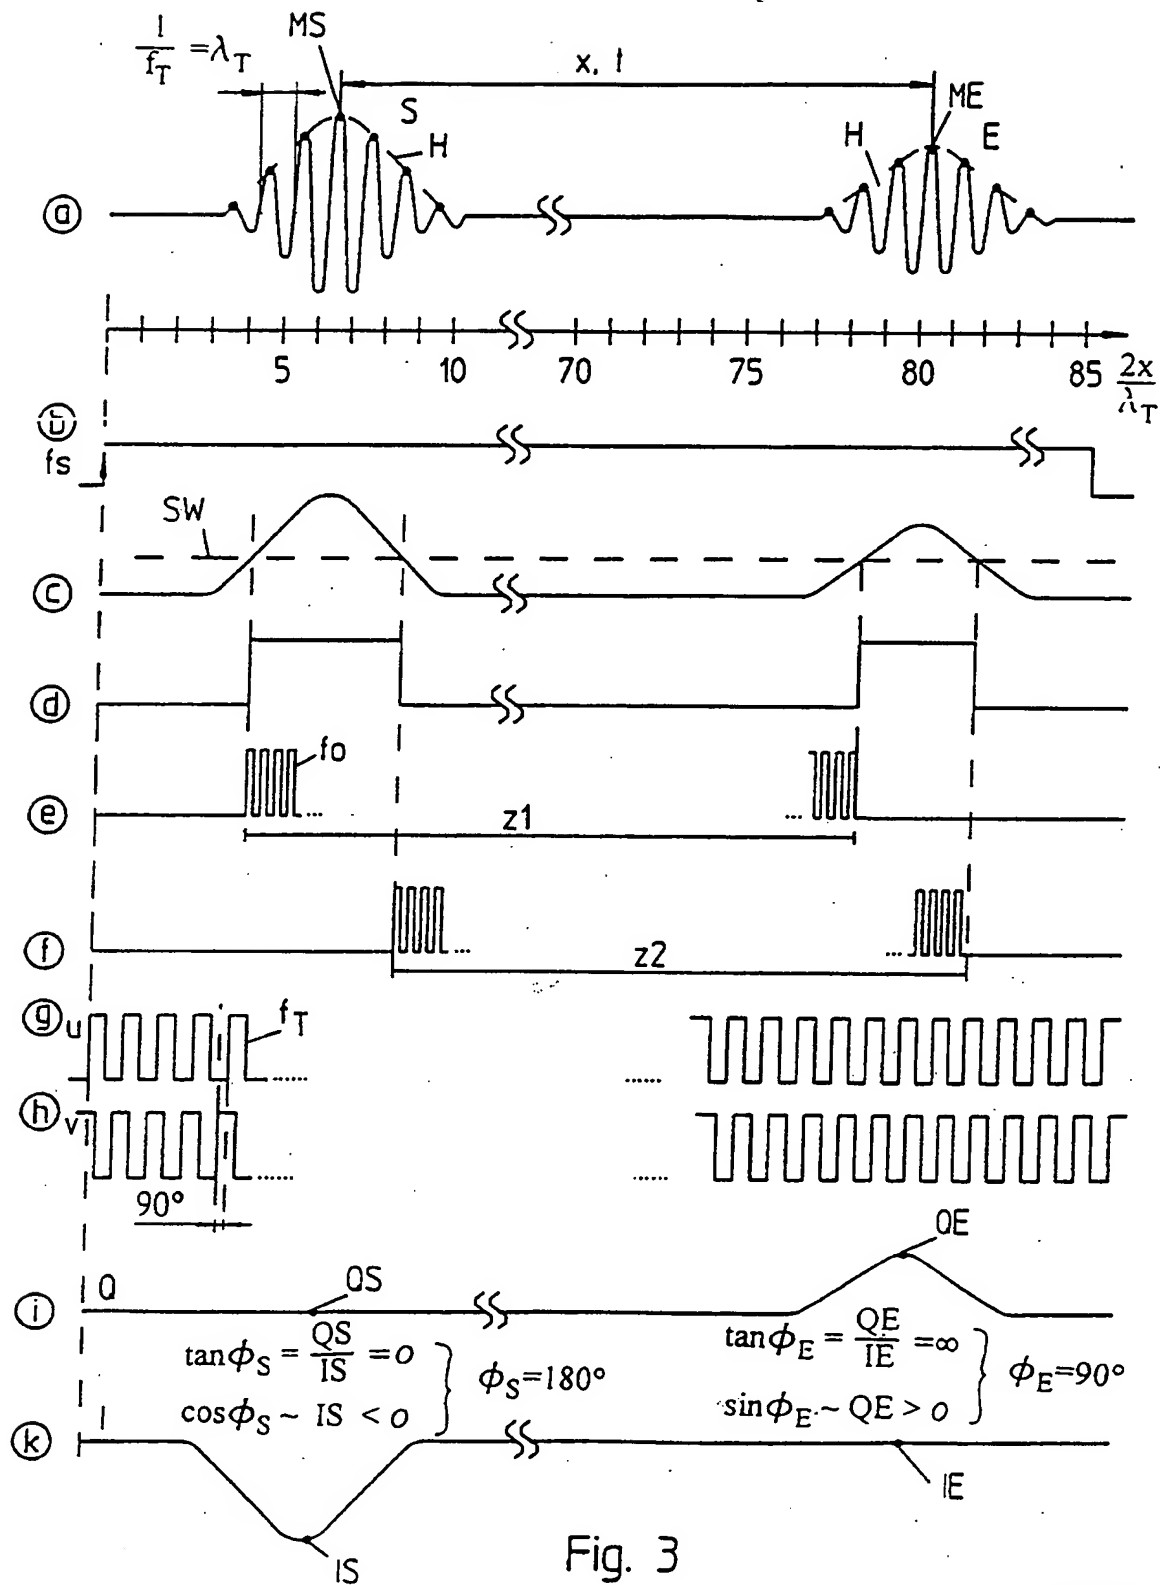 MS
1/f_T = λ_T
x, t
ME
S
H
H
E
a
5 10 70 75 80 85 2x/λ_T
b
fs
SW
c
d
fo
e
... ...
z1
f
... ...
z2
g u
f_T
...... ......
h v
...... ......
90°
QE
Q
QS
i
tanϕ_S = QS/IS = 0
cosϕ_S ~ IS < 0
ϕ_S=180°
tanϕ_E = QE/IE = ∞
sinϕ_E ~ QE > 0
ϕ_E=90°
I
k
IE
IS
Fig. 3